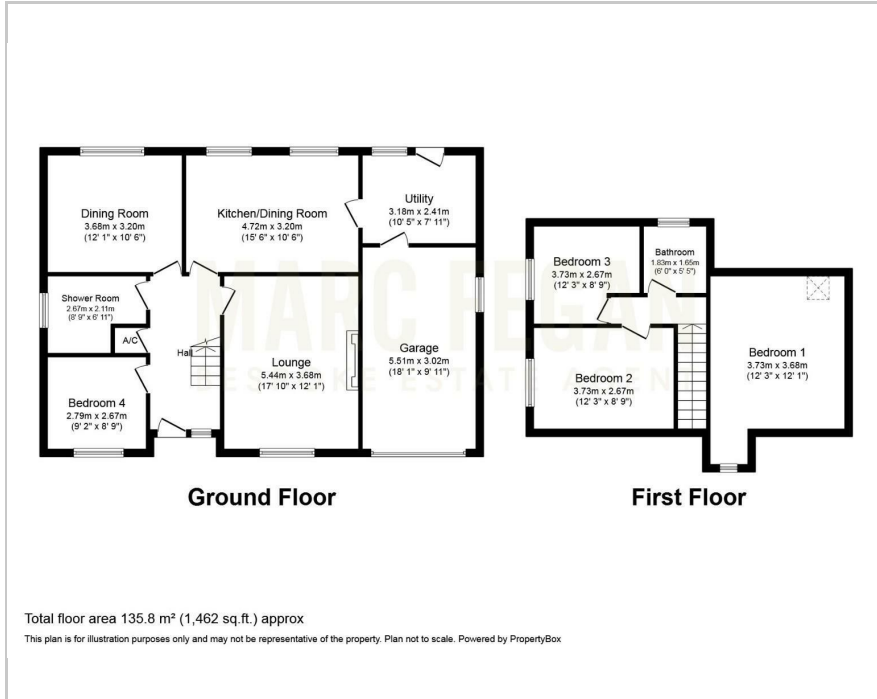 Dining Room
3.68m x 3.20m
(12' 1" x 10' 6")
Kitchen/Dining Room
4.72m x 3.20m
(15' 6" x 10' 6")
Utility
3.18m x 2.41m
(10' 5" x 7' 11")
Shower Room
2.67m x 2.11m
(8' 9" x 6' 11")
A/C
Hall
Lounge
5.44m x 3.68m
(17' 10" x 12' 1")
Garage
5.51m x 3.02m
(18' 1" x 9' 11")
Bedroom 4
2.79m x 2.67m
(9' 2" x 8' 9")
Ground Floor
Bedroom 3
3.73m x 2.67m
(12' 3" x 8' 9")
Bathroom
1.83m x 1.65m
(6' 0" x 5' 5")
Bedroom 2
3.73m x 2.67m
(12' 3" x 8' 9")
Bedroom 1
3.73m x 3.68m
(12' 3" x 12' 1")
First Floor
MARC FEGAN
BESPOKE ESTATE AGENT
Total floor area 135.8 m² (1,462 sq.ft.) approx
This plan is for illustration purposes only and may not be representative of the property. Plan not to scale. Powered by PropertyBox